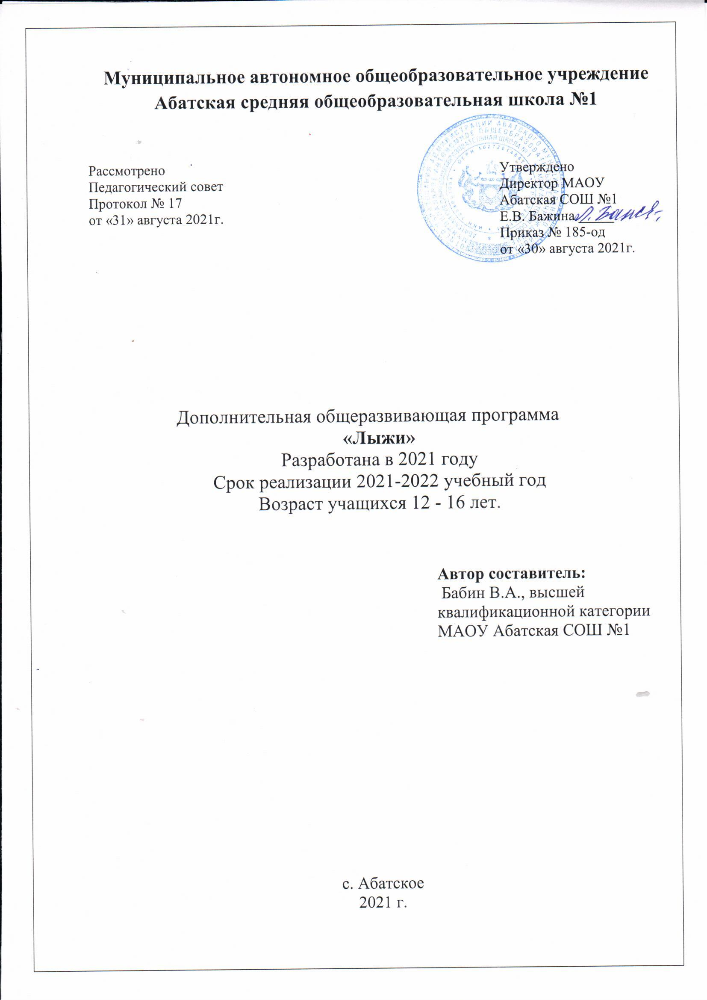 Муниципальное автономное общеобразовательное учреждение
Абатская средняя общеобразовательная школа №1
Рассмотрено
Педагогический совет
Протокол № 17
от «31» августа 2021г.
Утверждено
Директор МАОУ
Абатская СОШ №1
Е.В. Бажина
Приказ № 185-од
от «30» августа 2021г.
Дополнительная общеразвивающая программа
«Лыжи»
Разработана в 2021 году
Срок реализации 2021-2022 учебный год
Возраст учащихся 12 - 16 лет.
Автор составитель:
Бабин В.А., высшей
квалификационной категории
МАОУ Абатская СОШ №1
с. Абатское
2021 г.